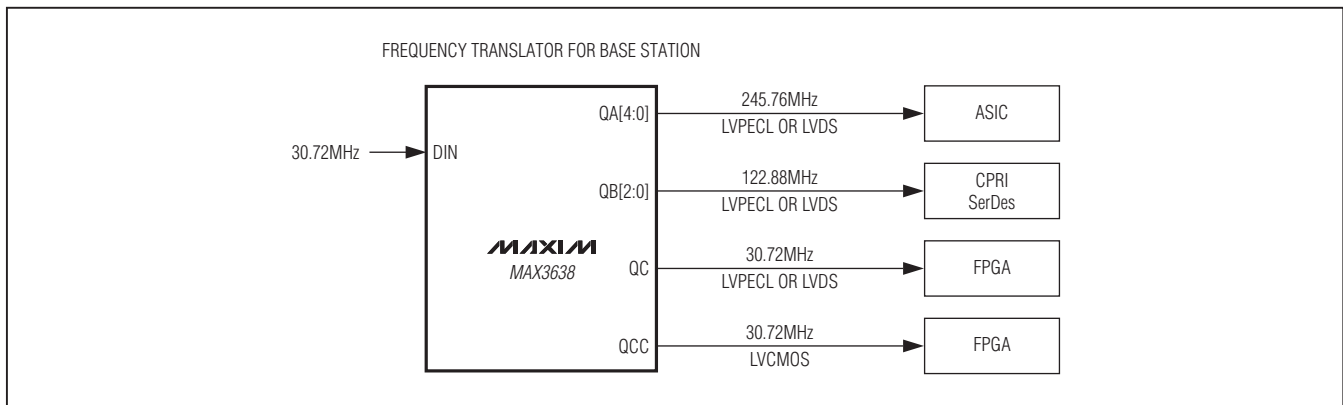 FREQUENCY TRANSLATOR FOR BASE STATION
30.72MHz
DIN
MAXIM
MAX3638
QA[4:0]
245.76MHz
LVPECL OR LVDS
ASIC
QB[2:0]
122.88MHz
LVPECL OR LVDS
CPRI
SerDes
QC
30.72MHz
LVPECL OR LVDS
FPGA
QCC
30.72MHz
LVCMOS
FPGA